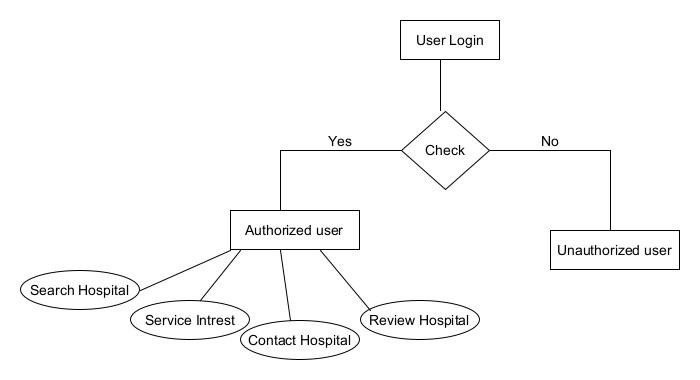 User Login
Check
Yes
No
Authorized user
Unauthorized user
Search Hospital
Service Intrest
Contact Hospital
Review Hospital